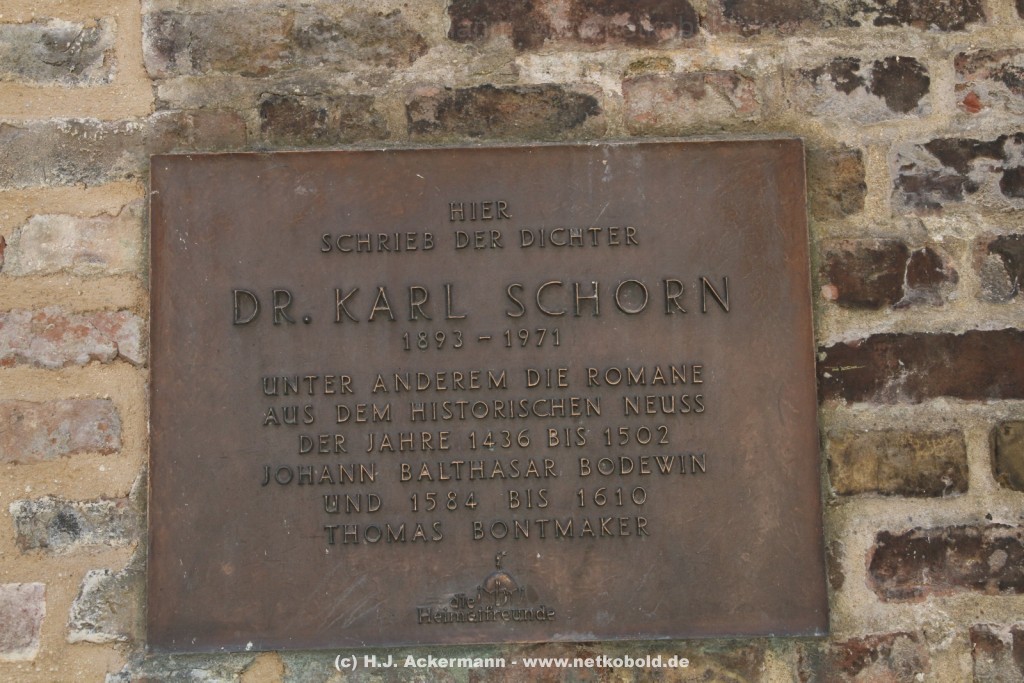 HIER
SCHRIEB DER DICHTER
DR. KARL SCHORN
1893 – 1971
UNTER ANDEREM DIE ROMANE
AUS DEM HISTORISCHEN NEUSS
DER JAHRE 1436 BIS 1502
JOHANN BALTHASAR BODEWIN
UND 1584 BIS 1610
THOMAS BONTMAKER
die
Heimatfreunde
(c) H.J. Ackermann - www.netkobold.de